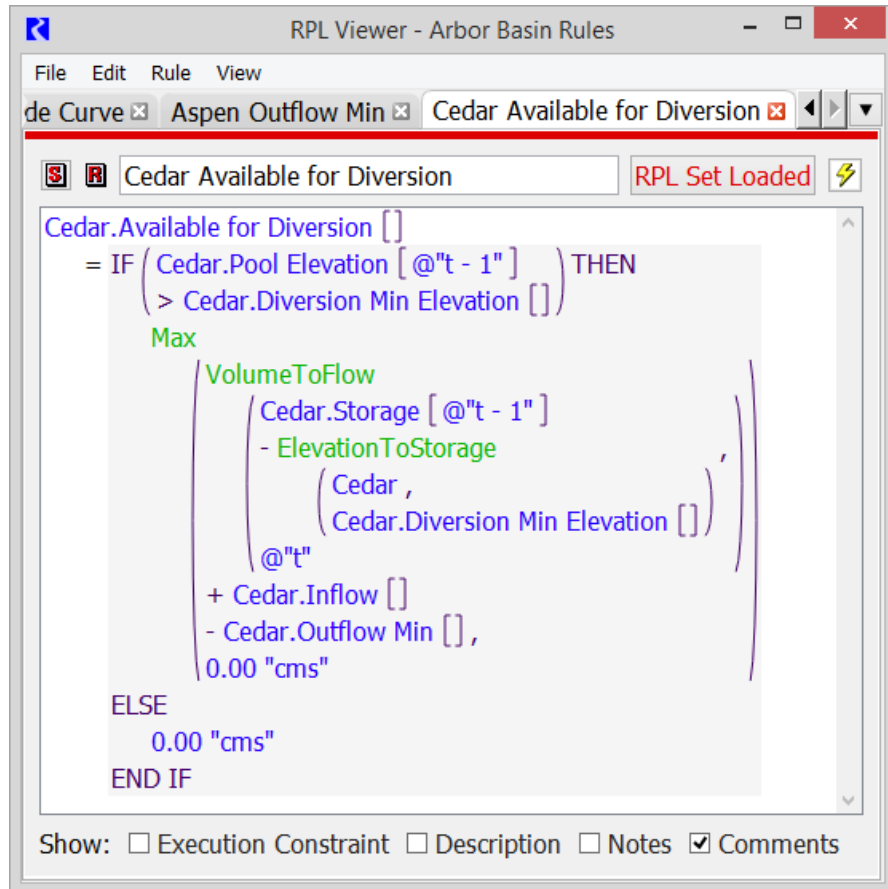 RPL Viewer - Arbor Basin Rules
File Edit Rule View
de Curve Aspen Outflow Min Cedar Available for Diversion
S R Cedar Available for Diversion RPL Set Loaded
Cedar.Available for Diversion []
= IF ( Cedar.Pool Elevation [ @"t - 1" ] ) THEN
> Cedar.Diversion Min Elevation []
Max
VolumeToFlow
Cedar.Storage [ @"t - 1" ]
- ElevationToStorage ,
Cedar ,
Cedar.Diversion Min Elevation []
@"t"
+ Cedar.Inflow []
- Cedar.Outflow Min [] ,
0.00 "cms"
ELSE
0.00 "cms"
END IF
Show: Execution Constraint Description Notes Comments